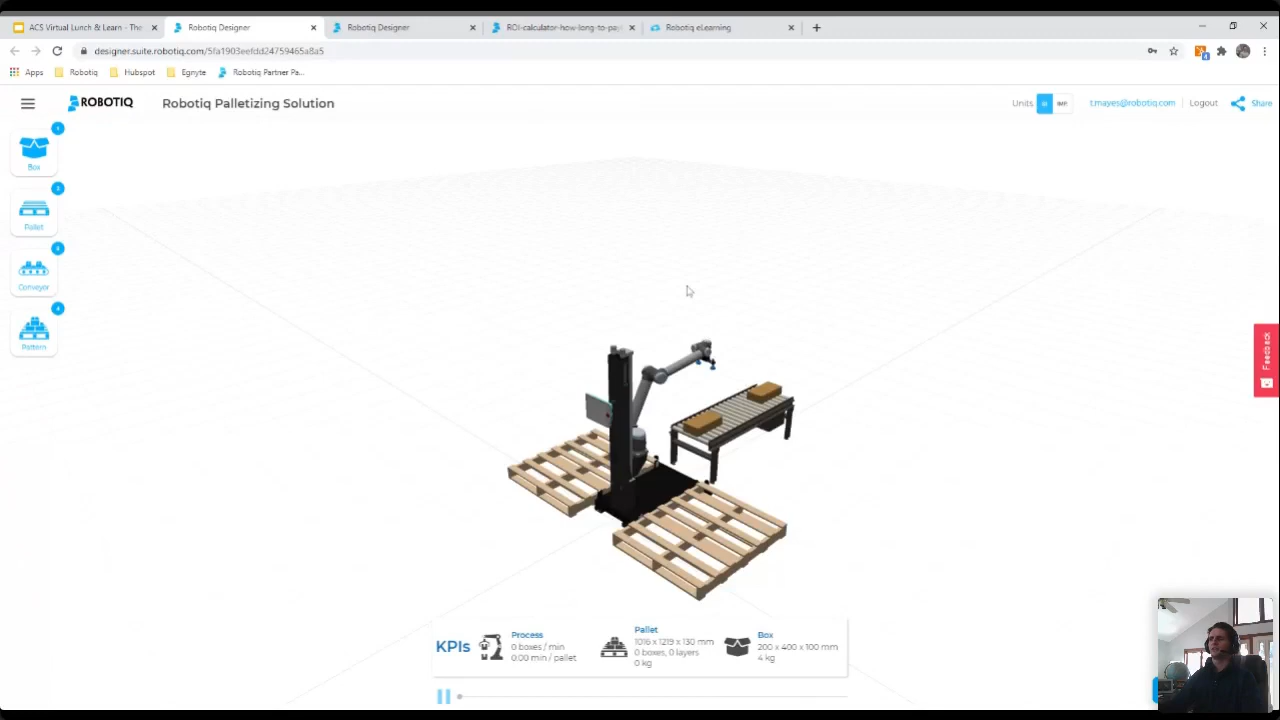 ACS Virtual Lunch & Learn - The
Robotiq Designer
Robotiq Designer
ROI-calculator-how-long-to-pay
Robotiq eLearning
designer.suite.robotiq.com/5fa1903eefdd24759465a8a5
Apps
Robotiq
Hubspot
Egnyte
Robotiq Partner Pa...
ROBOTIQ
Robotiq Palletizing Solution
Units
SI
IMP.
t.mayes@robotiq.com
Logout
Share
Box
Pallet
Conveyor
Pattern
Feedback
KPIs
Process
0 boxes / min
0.00 min / pallet
Pallet
1016 x 1219 x 130 mm
0 boxes, 0 layers
0 kg
Box
200 x 400 x 100 mm
4 kg